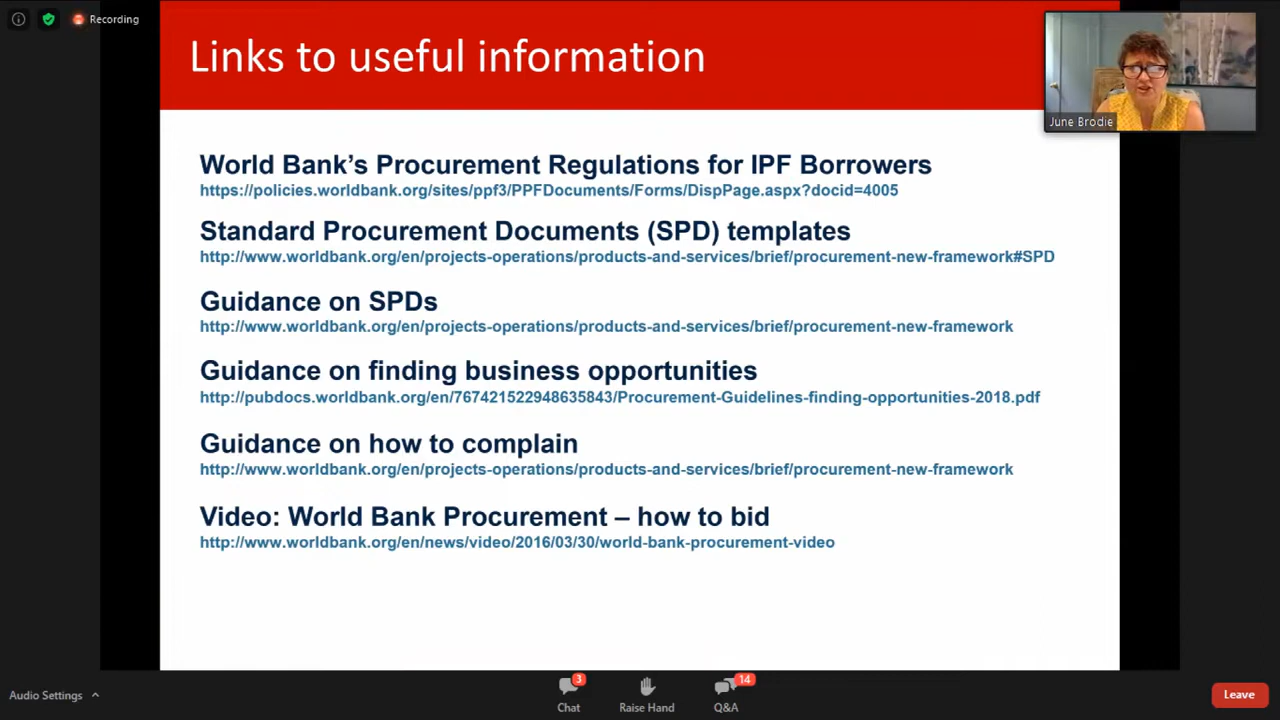 Recording
Links to useful information
June Brodie
World Bank’s Procurement Regulations for IPF Borrowers
https://policies.worldbank.org/sites/ppf3/PPFDocuments/Forms/DispPage.aspx?docid=4005
Standard Procurement Documents (SPD) templates
http://www.worldbank.org/en/projects-operations/products-and-services/brief/procurement-new-framework#SPD
Guidance on SPDs
http://www.worldbank.org/en/projects-operations/products-and-services/brief/procurement-new-framework
Guidance on finding business opportunities
http://pubdocs.worldbank.org/en/767421522948635843/Procurement-Guidelines-finding-opportunities-2018.pdf
Guidance on how to complain
http://www.worldbank.org/en/projects-operations/products-and-services/brief/procurement-new-framework
Video: World Bank Procurement – how to bid
http://www.worldbank.org/en/news/video/2016/03/30/world-bank-procurement-video
Audio Settings
3
Chat
Raise Hand
14
Q&A
Leave